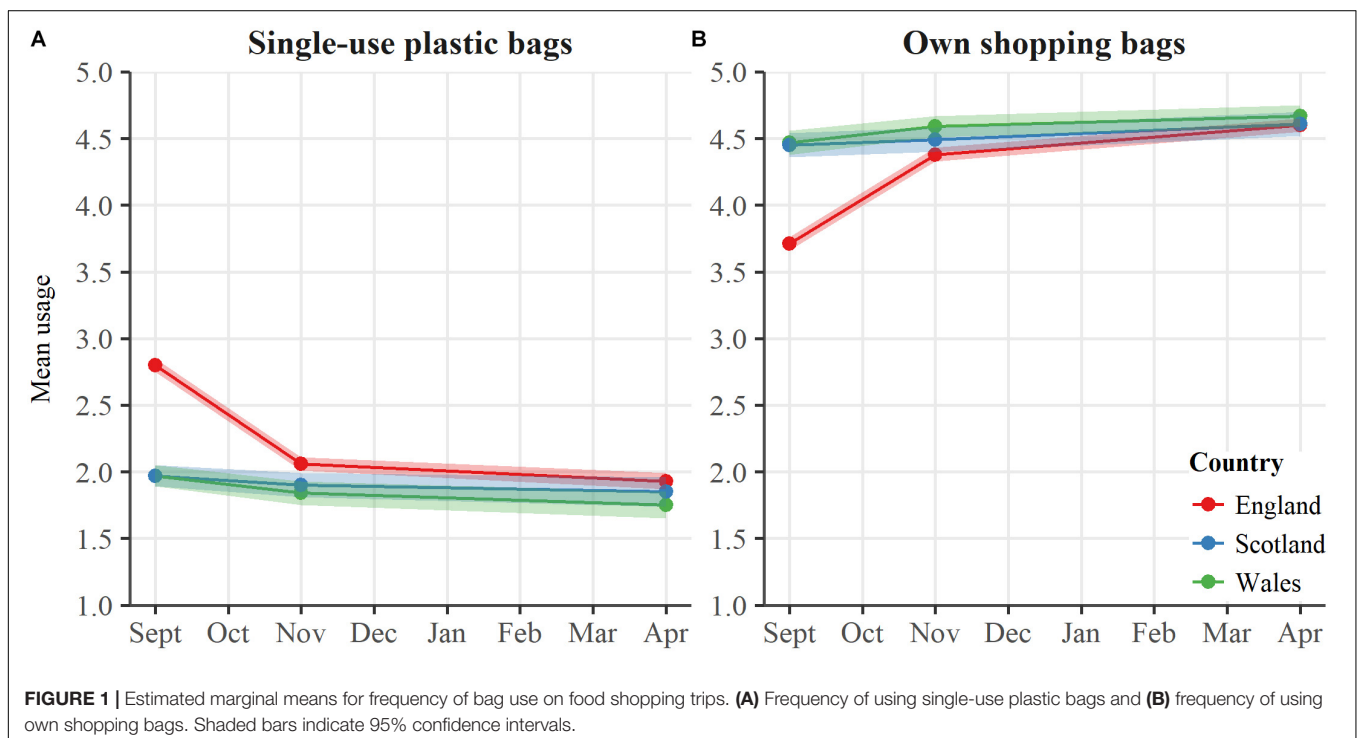 A
Single-use plastic bags
Mean usage
5.0
4.5
4.0
3.5
3.0
2.5
2.0
1.5
1.0
Sept Oct Nov Dec Jan Feb Mar Apr
B
Own shopping bags
5.0
4.5
4.0
3.5
3.0
2.5
2.0
1.5
1.0
Sept Oct Nov Dec Jan Feb Mar Apr
Country
England
Scotland
Wales
FIGURE 1 | Estimated marginal means for frequency of bag use on food shopping trips. (A) Frequency of using single-use plastic bags and (B) frequency of using
own shopping bags. Shaded bars indicate 95% confidence intervals.